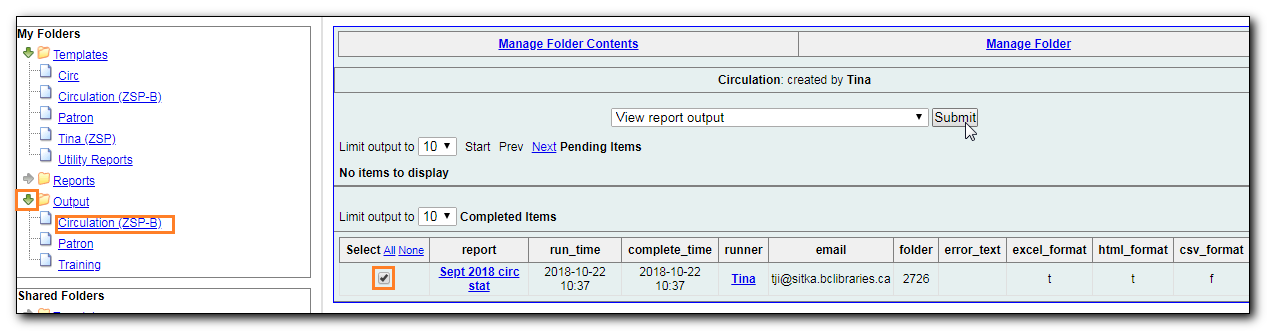 My Folders
Templates
Circ
Circulation (ZSP-B)
Patron
Tina (ZSP)
Utility Reports
Reports
Output
Circulation (ZSP-B)
Patron
Training
Shared Folders
Manage Folder Contents Manage Folder
Circulation: created by Tina
View report output Submit
Limit output to 10 Start Prev Next Pending Items
No items to display
Limit output to 10 Completed Items
Select All None report run_time complete_time runner email folder error_text excel_format html_format csv_format
Sept 2018 circ stat 2018-10-22 10:37 2018-10-22 10:37 Tina tji@sitka.bclibraries.ca 2726 t t f